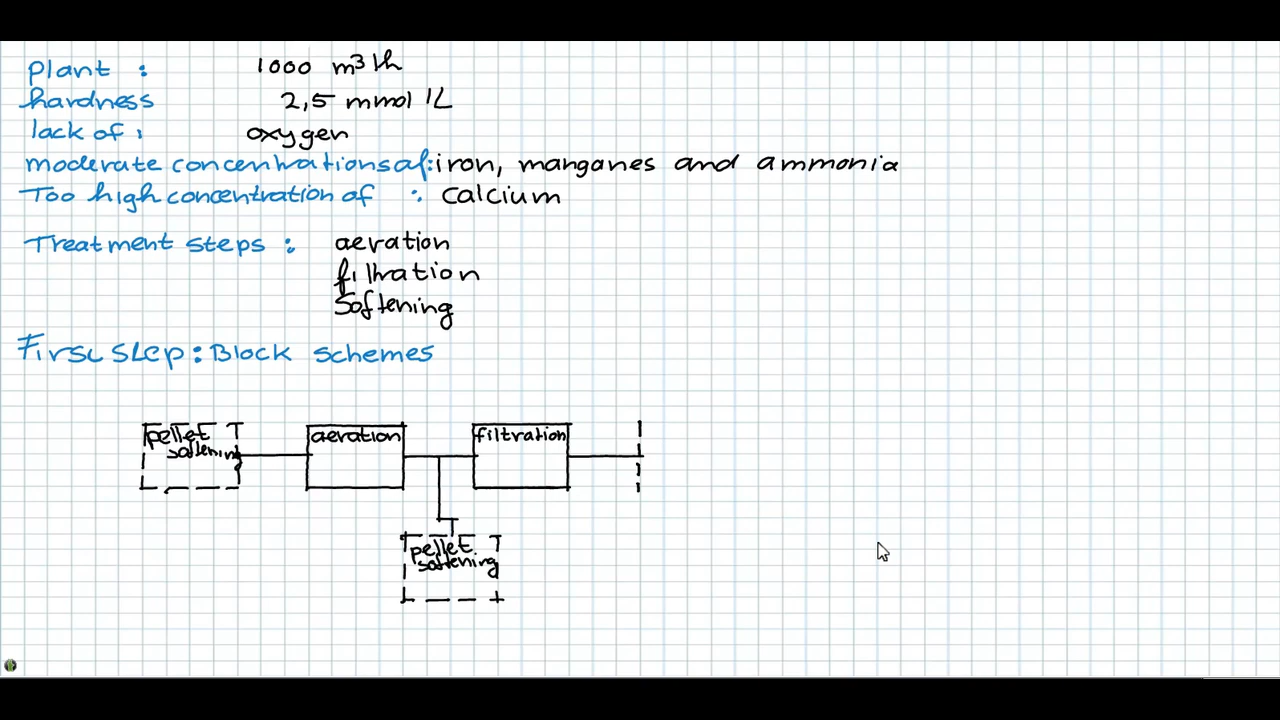 plant : 1000 m3/h
hardness 2,5 mmol/L
lack of : oxygen
moderate concentrations of: iron, manganes and ammonia
Too high concentration of : Calcium
Treatment steps : aeration
filtration
Softening
First step: Block schemes
pellet softening
aeration
filtration
pellet softening